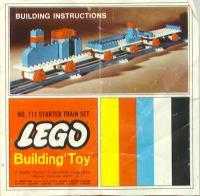 BUILDING INSTRUCTIONS
NO. 111 STARTER TRAIN SET
LEGO
Building Toy